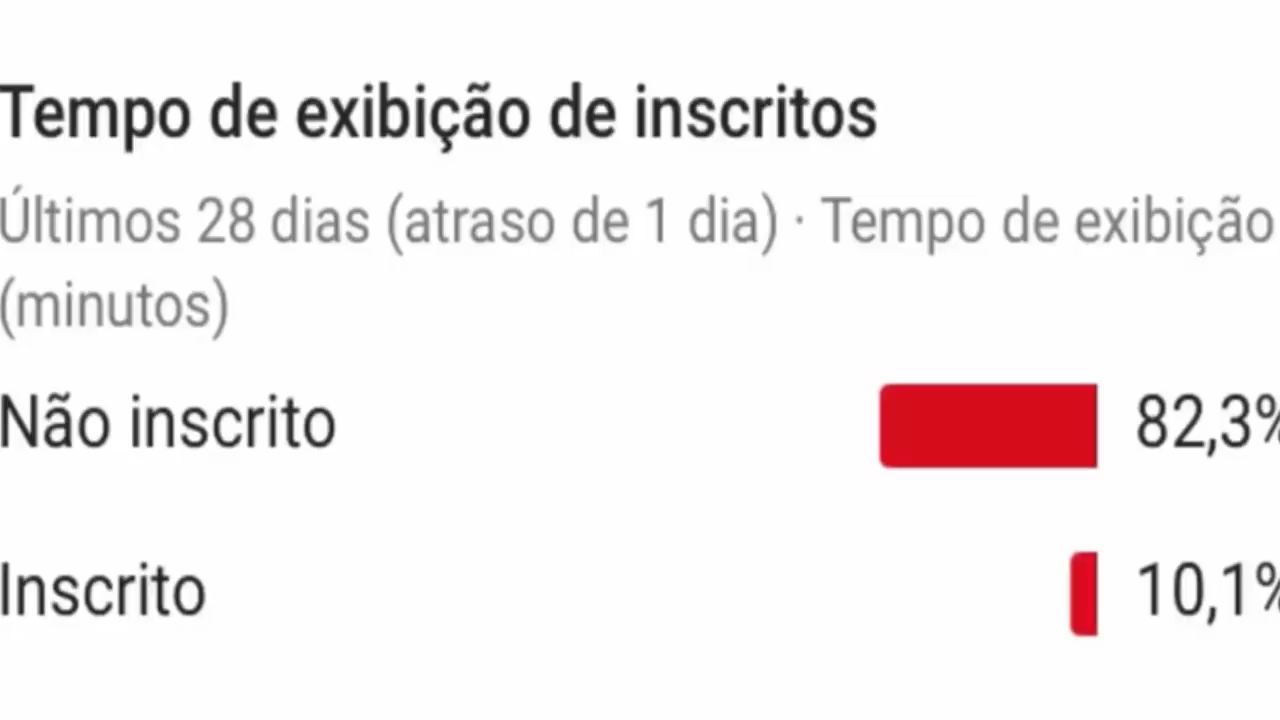 Tempo de exibição de inscritos
Últimos 28 dias (atraso de 1 dia) · Tempo de exibição
(minutos)
Não inscrito 82,3%
Inscrito 10,1%